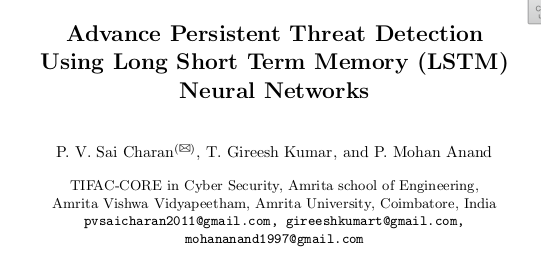 Advance Persistent Threat Detection
Using Long Short Term Memory (LSTM)
Neural Networks
P. V. Sai Charan(✉), T. Gireesh Kumar, and P. Mohan Anand
TIFAC-CORE in Cyber Security, Amrita school of Engineering,
Amrita Vishwa Vidyapeetham, Amrita University, Coimbatore, India
pvsaicharan2011@gmail.com, gireeshkumart@gmail.com,
mohananand1997@gmail.com